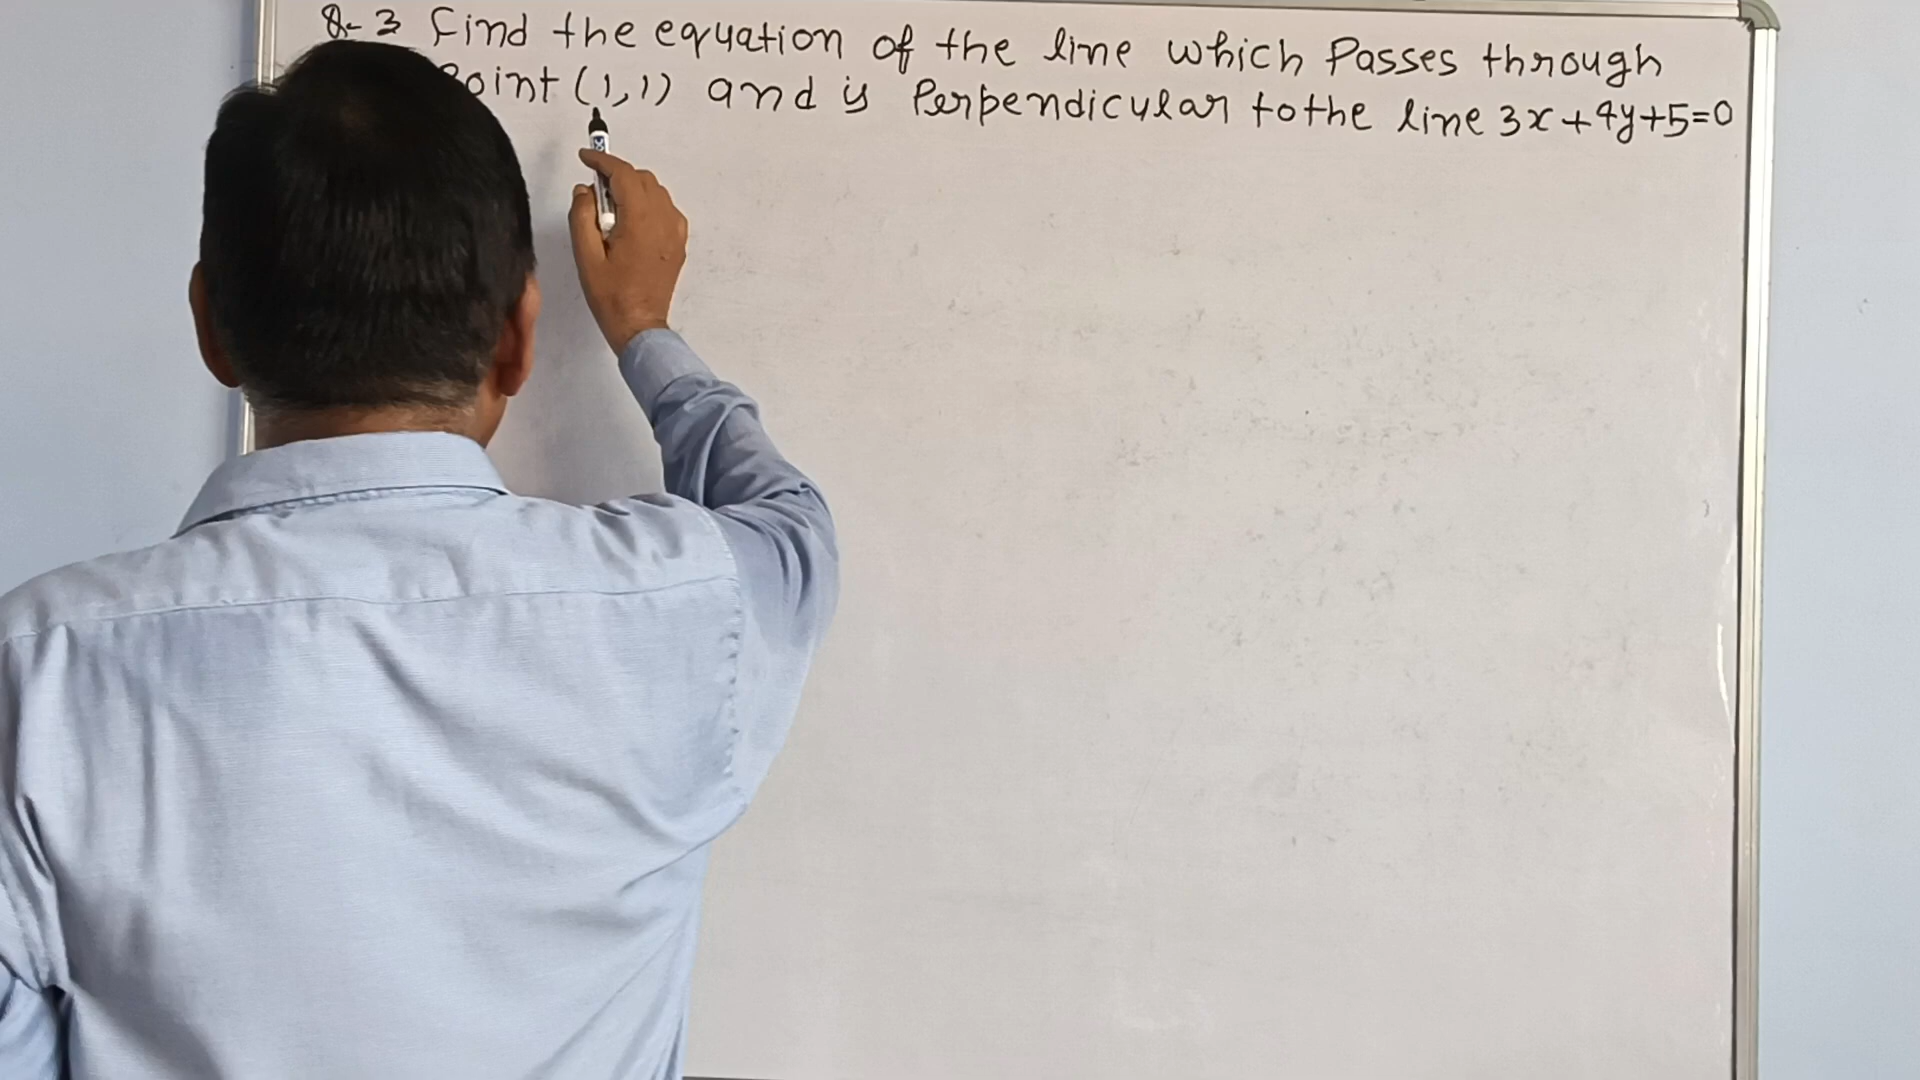 Q-3 Find the equation of the line which Passes through
Point (1,1) and is Perpendicular to the line 3x+4y+5=0